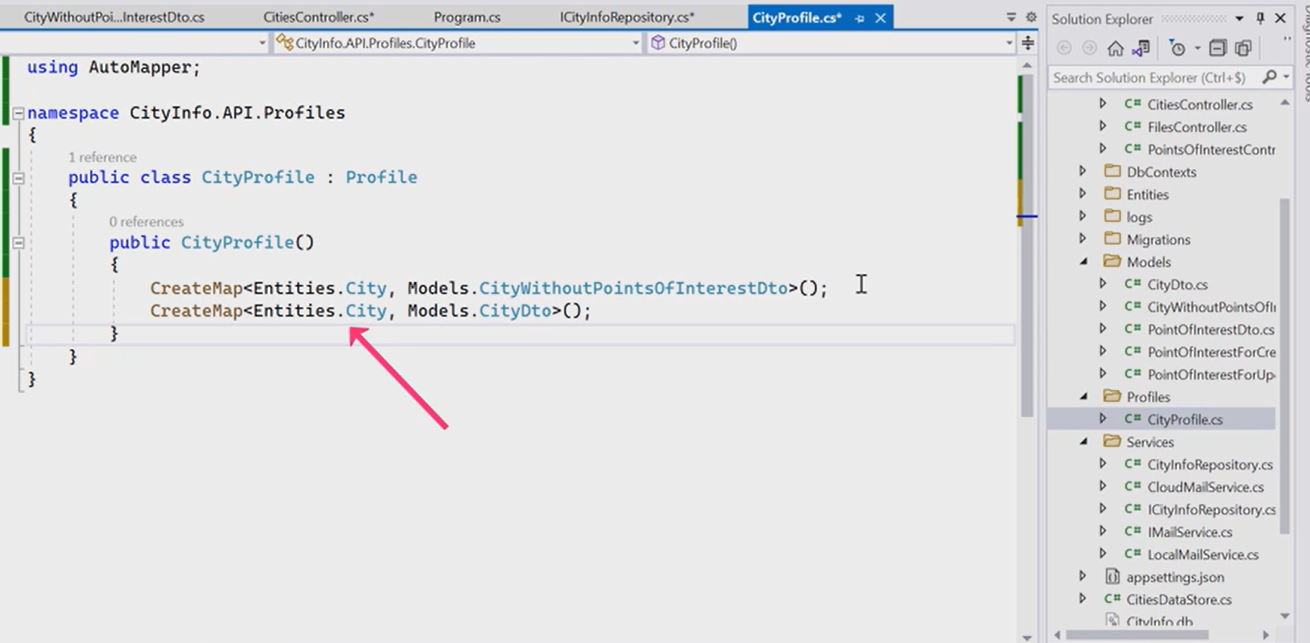 CityWithoutPoi...InterestDto.cs
CitiesController.cs*
Program.cs
ICityInfoRepository.cs*
CityProfile.cs*
CityInfo.API.Profiles.CityProfile
CityProfile()
using AutoMapper;
namespace CityInfo.API.Profiles
{
1 reference
public class CityProfile : Profile
{
0 references
public CityProfile()
{
CreateMap<Entities.City, Models.CityWithoutPointsOfInterestDto>();
CreateMap<Entities.City, Models.CityDto>();
}
}
}
Solution Explorer
Search Solution Explorer (Ctrl+$)
C# CitiesController.cs
C# FilesController.cs
C# PointsOfInterestContr
DbContexts
Entities
logs
Migrations
Models
C# CityDto.cs
C# CityWithoutPointsOfI
C# PointOfInterestDto.cs
C# PointOfInterestForCre
C# PointOfInterestForUp
Profiles
C# CityProfile.cs
Services
C# CityInfoRepository.cs
C# CloudMailService.cs
C# ICityInfoRepository.cs
C# IMailService.cs
C# LocalMailService.cs
appsettings.json
C# CitiesDataStore.cs
CityInfo.db